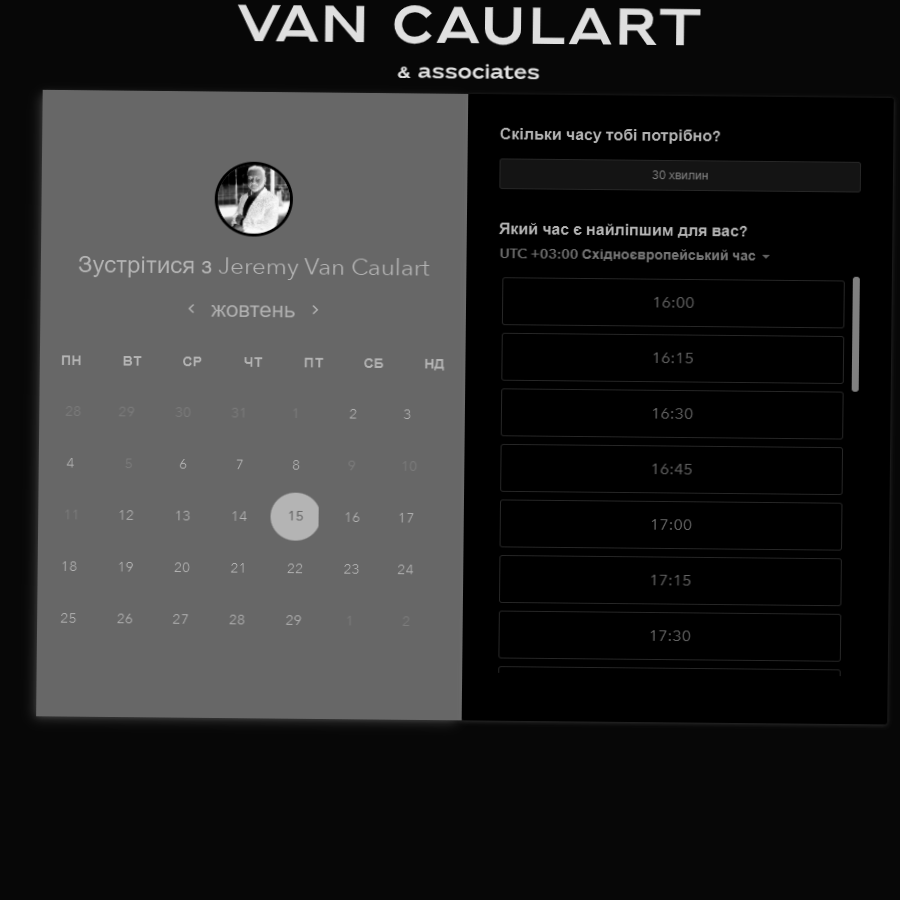 VAN CAULART
& associates
Зустрітися з Jeremy Van Caulart
жовтень
ПН ВТ СР ЧТ ПТ СБ НД
28 29 30 31 1 2 3
4 5 6 7 8 9 10
11 12 13 14 15 16 17
18 19 20 21 22 23 24
25 26 27 28 29 1 2
Скільки часу тобі потрібно?
30 хвилин
Який час є найліпшим для вас?
UTC +03:00 Східноєвропейський час
16:00
16:15
16:30
16:45
17:00
17:15
17:30